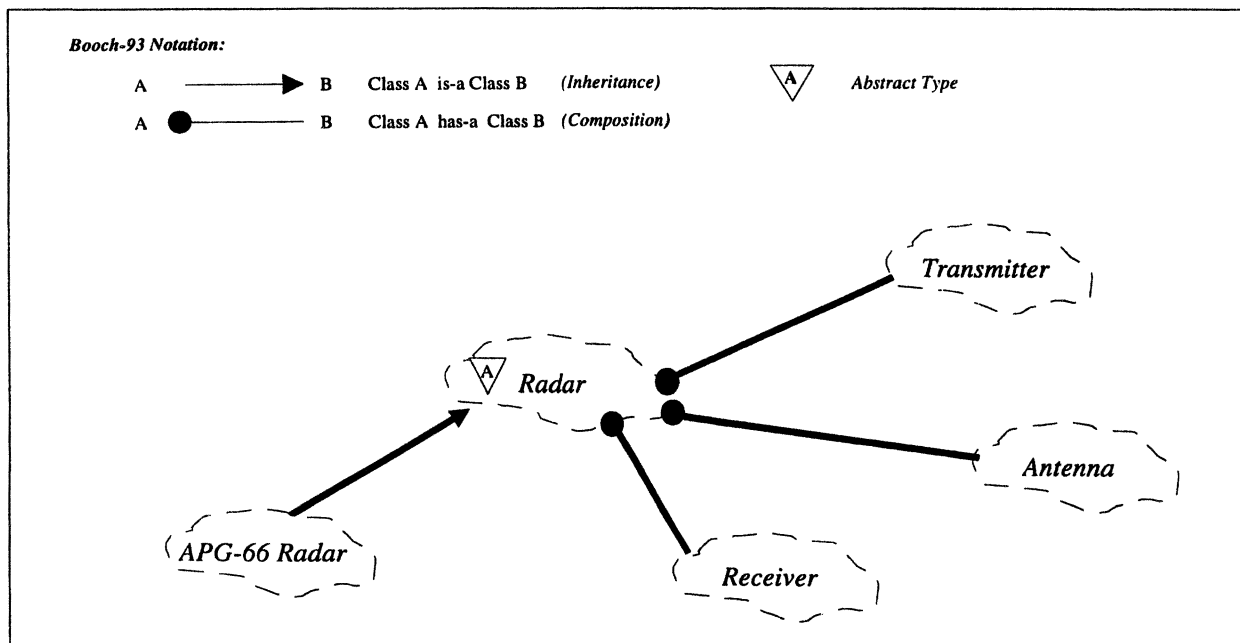 Booch-93 Notation:
A B Class A is-a Class B (Inheritance) A Abstract Type
A B Class A has-a Class B (Composition)
Transmitter
A Radar
Antenna
APG-66 Radar
Receiver